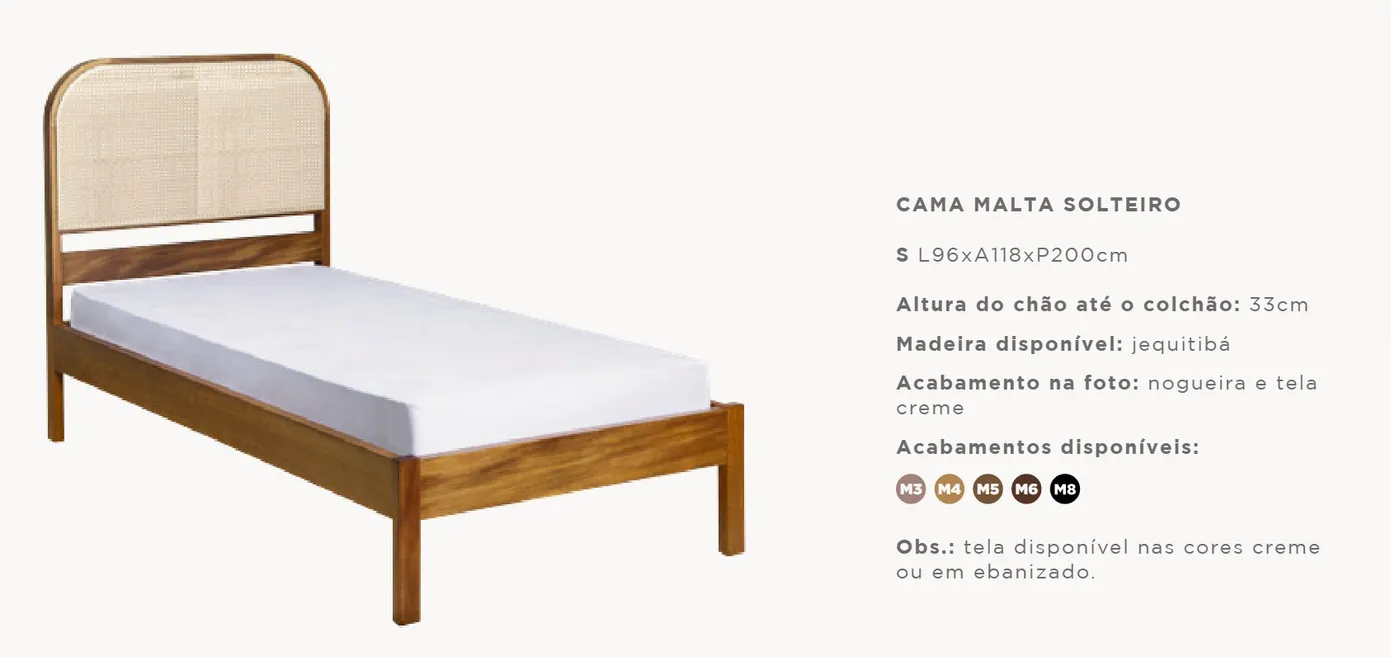 CAMA MALTA SOLTEIRO
S L96xA118xP200cm
Altura do chão até o colchão: 33cm
Madeira disponível: jequitibá
Acabamento na foto: nogueira e tela
creme
Acabamentos disponíveis:
M3 M4 M5 M6 M8
Obs.: tela disponível nas cores creme
ou em ebanizado.